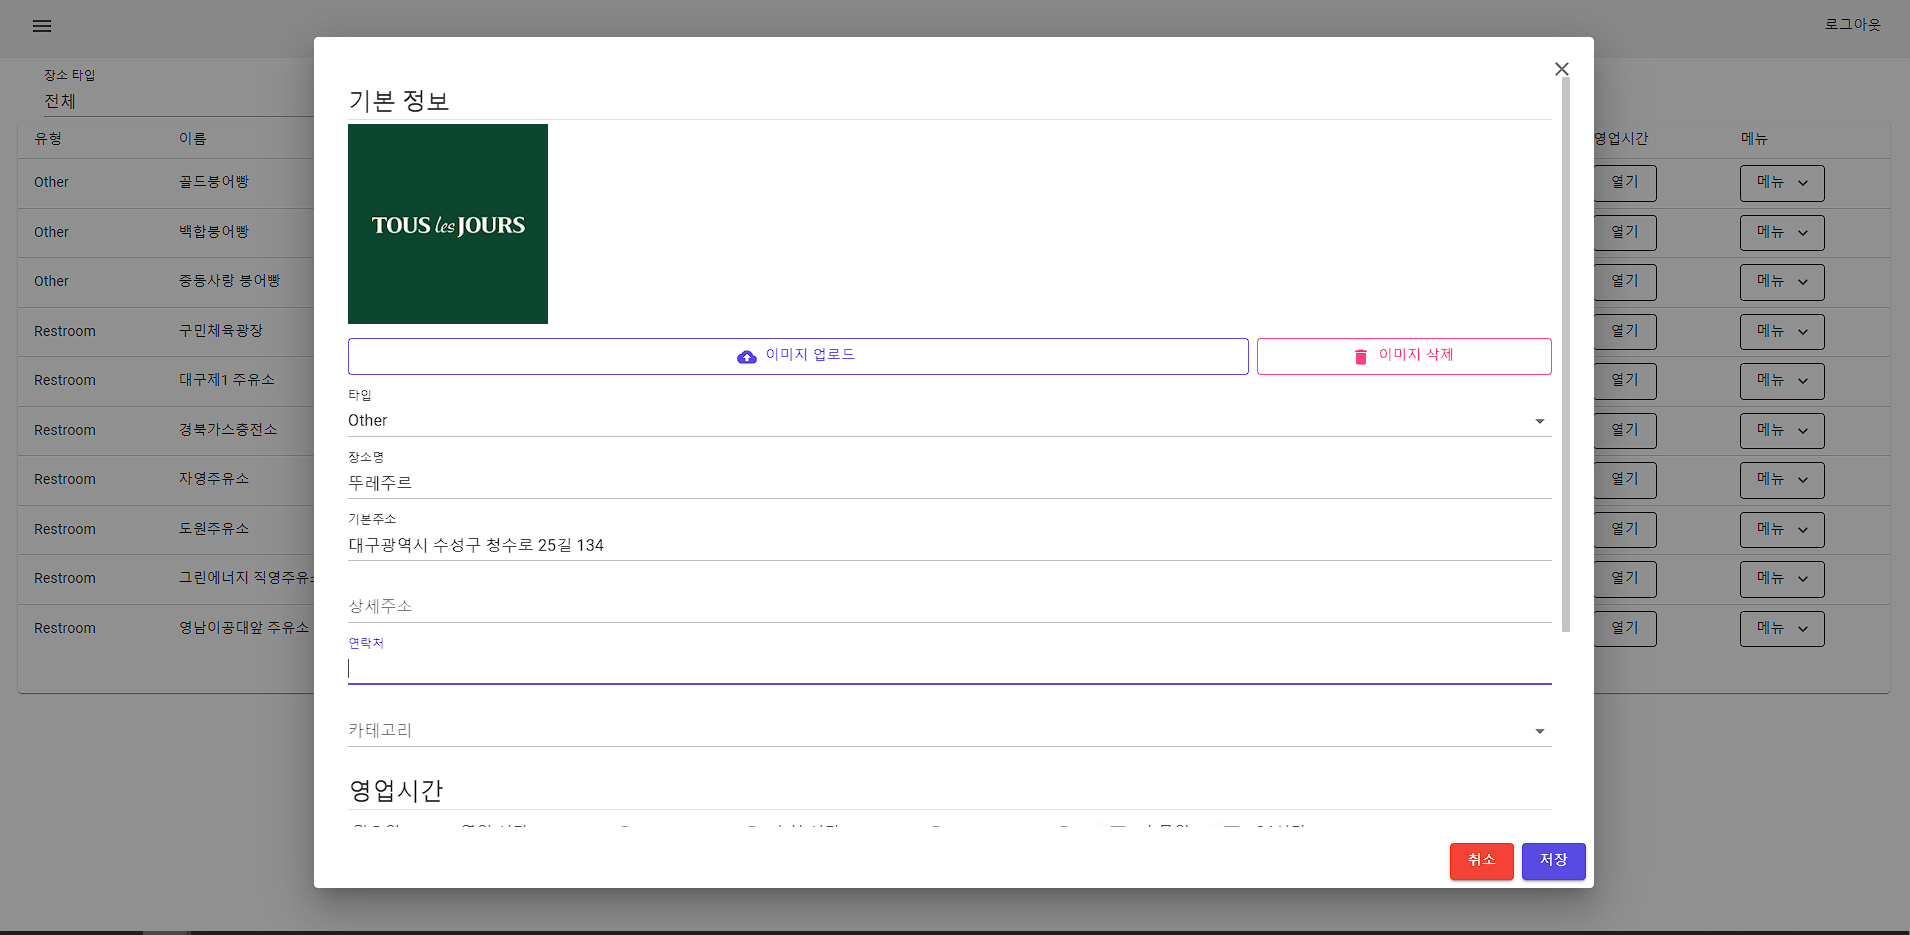 로그아웃
장소 타입
전체
유형 이름 영업시간 메뉴
Other 골드붕어빵 열기 메뉴
Other 백합붕어빵 열기 메뉴
Other 중동사랑 붕어빵 열기 메뉴
Restroom 구민체육광장 열기 메뉴
Restroom 대구제1 주유소 열기 메뉴
Restroom 경북가스충전소 열기 메뉴
Restroom 자영주유소 열기 메뉴
Restroom 도원주유소 열기 메뉴
Restroom 그린에너지 직영주유소 열기 메뉴
Restroom 영남이공대앞 주유소 열기 메뉴
기본 정보
TOUS les JOURS
이미지 업로드 이미지 삭제
타입
Other
장소명
뚜레주르
기본주소
대구광역시 수성구 청수로 25길 134
상세주소
연락처
카테고리
영업시간
취소 저장